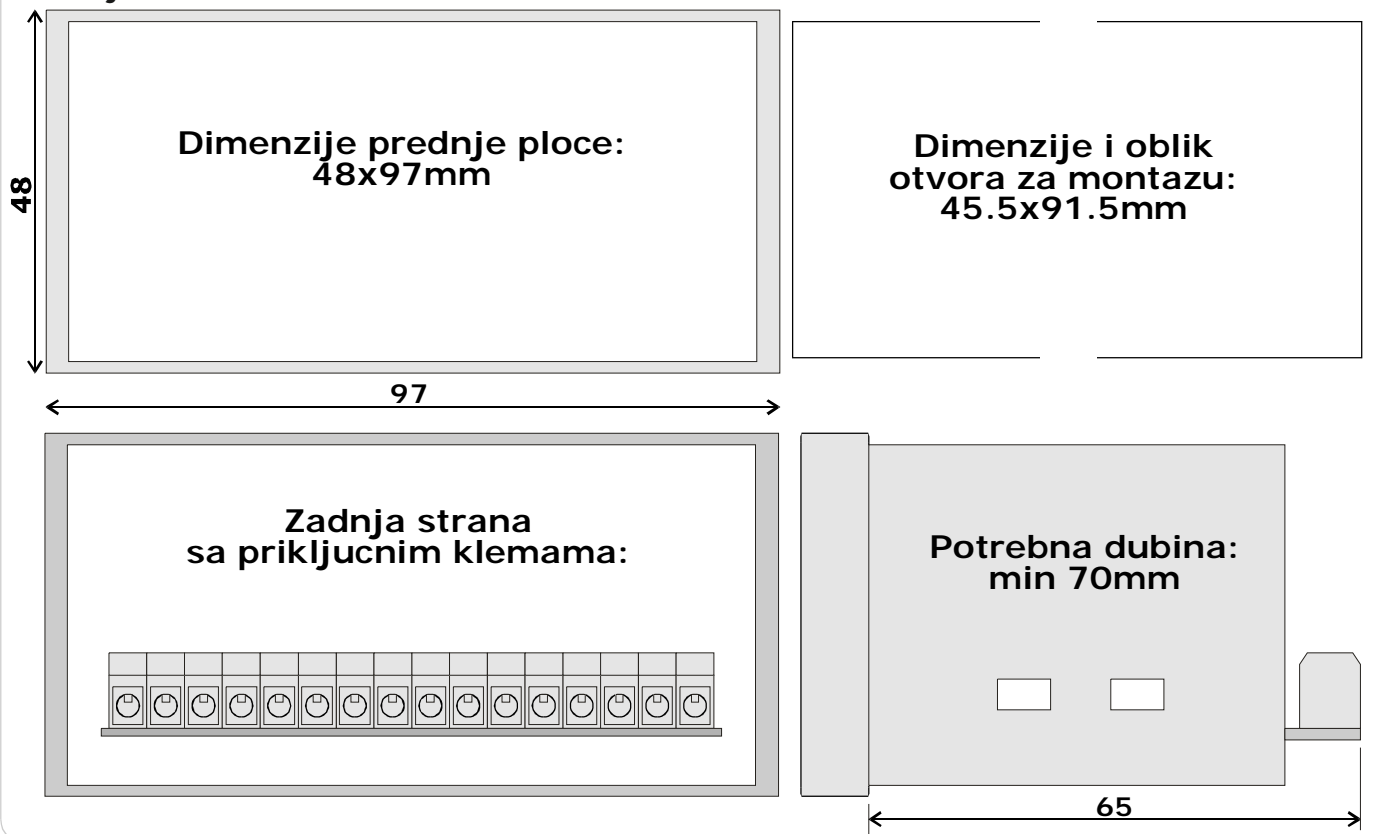 48
Dimenzije prednje ploce:
48x97mm
97
Dimenzije i oblik
otvora za montazu:
45.5x91.5mm
Zadnja strana
sa prikljucnim klemama:
Potrebna dubina:
min 70mm
65